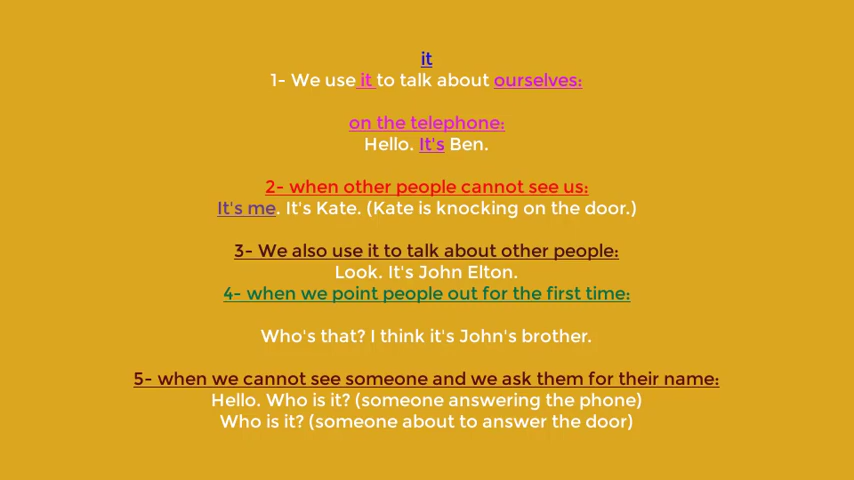 it
1- We use it to talk about ourselves:
on the telephone:
Hello. It's Ben.
2- when other people cannot see us:
It's me. It's Kate. (Kate is knocking on the door.)
3- We also use it to talk about other people:
Look. It's John Elton.
4- when we point people out for the first time:
Who's that? I think it's John's brother.
5- when we cannot see someone and we ask them for their name:
Hello. Who is it? (someone answering the phone)
Who is it? (someone about to answer the door)